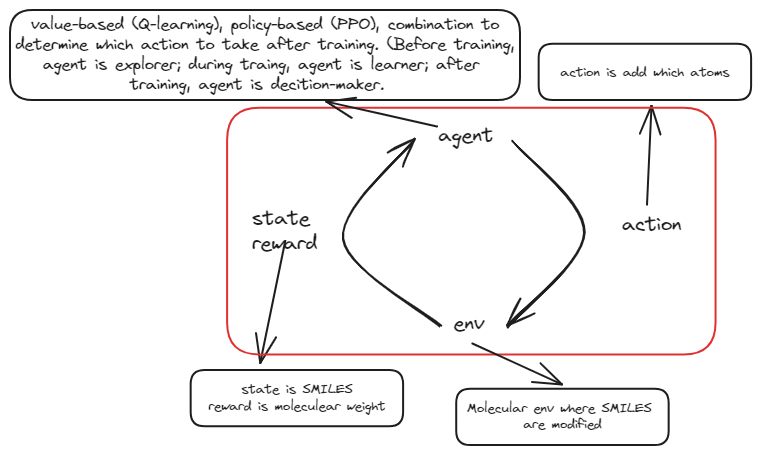 value-based (Q-learning), policy-based (PPO), combination to
determine which action to take after training. (Before training,
agent is explorer; during traing, agent is learner; after
training, agent is decition-maker.
action is add which atoms
agent
state
reward
action
env
state is SMILES
reward is moleculear weight
Molecular env where SMILES
are modified